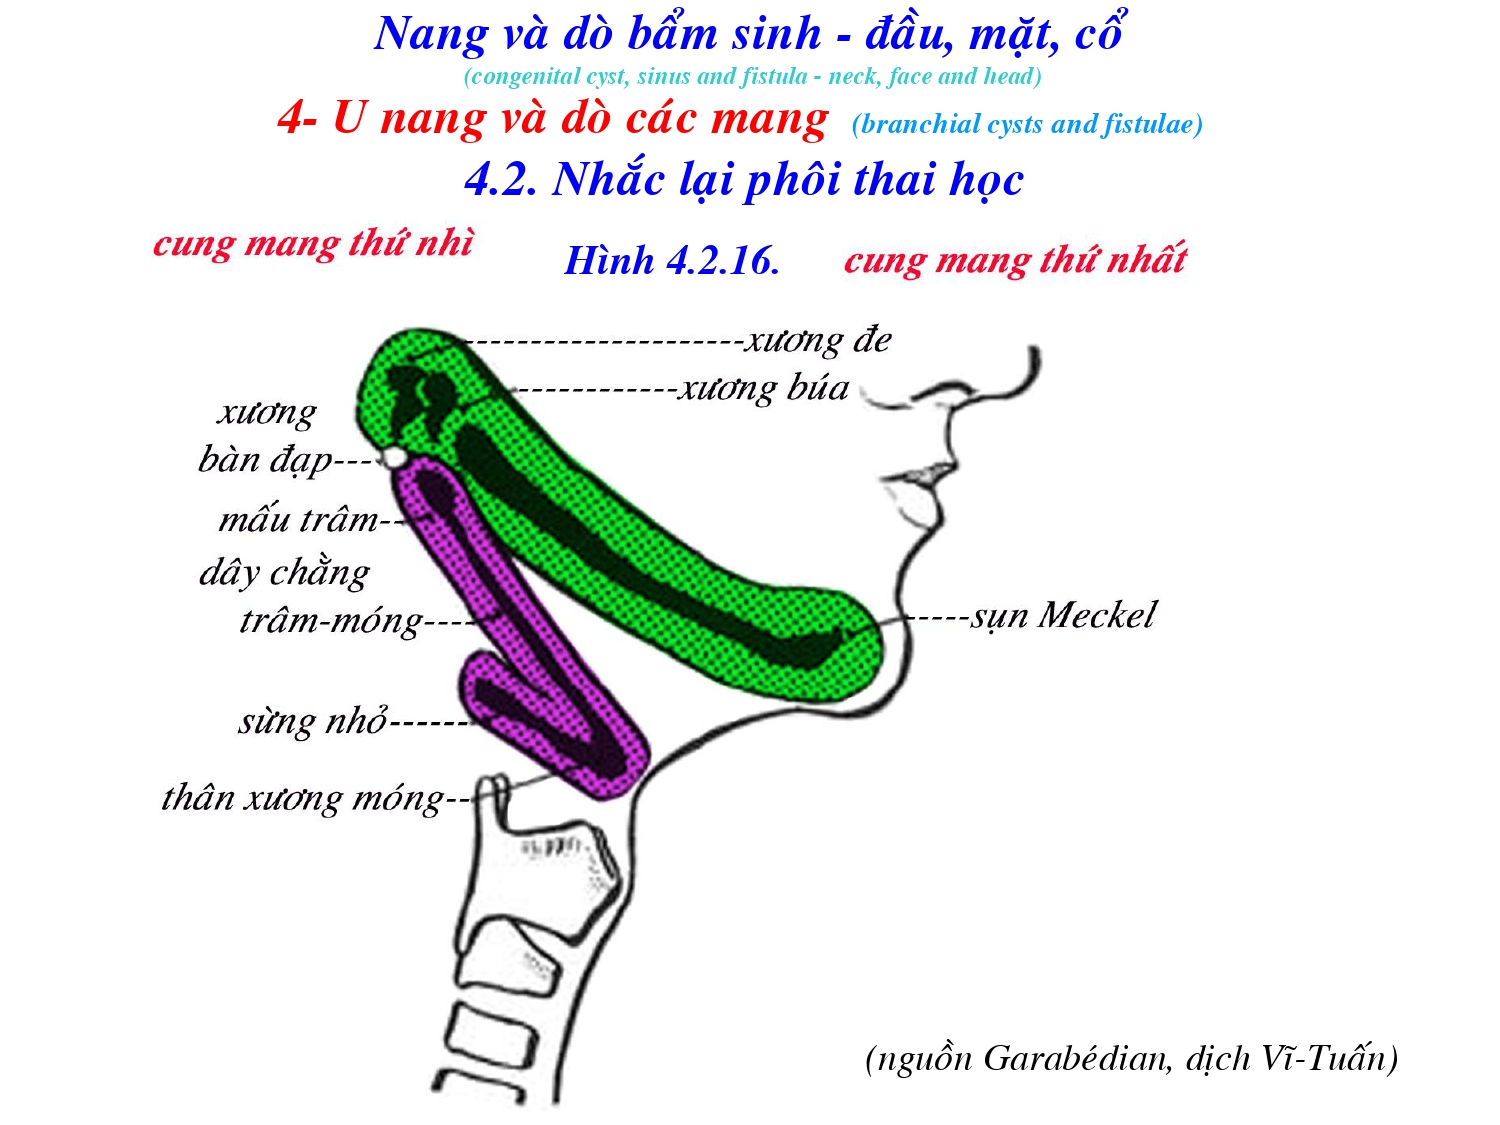 Nang và dò bẩm sinh - đầu, mặt, cổ
(congenital cyst, sinus and fistula - neck, face and head)
4- U nang và dò các mang (branchial cysts and fistulae)
4.2. Nhắc lại phôi thai học
cung mang thứ nhì
Hình 4.2.16.
cung mang thứ nhất
--------------------xương đe
------------xương búa
xương
bàn đạp---
mấu trâm--
dây chằng
trâm-móng----
-----sụn Meckel
sừng nhỏ------
thân xương móng--
(nguồn Garabédian, dịch Vĩ-Tuấn)